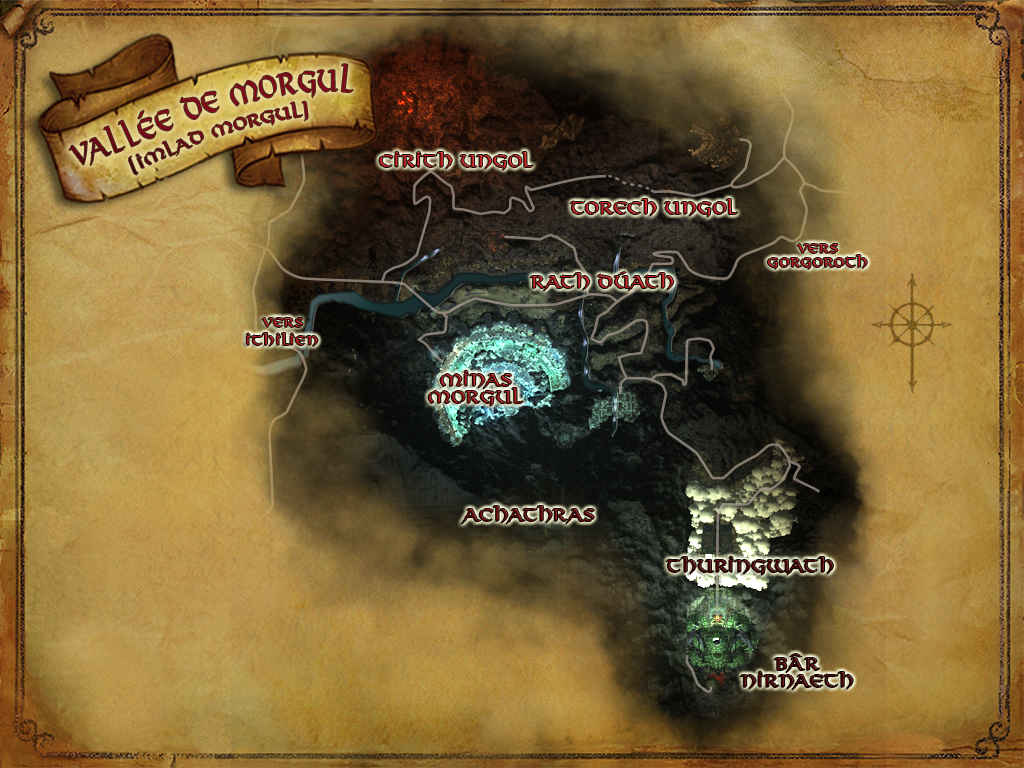 VALLÉE DE MORGUL
[IMLAD MORGUL]
CIRITH UNGOL
TORECH UNGOL
VERS
GORGOROTH
RATH DÚATH
VERS
ITHILIEN
MINAS
MORGUL
ACHATHRAS
THURINGWATH
BÂR
NIRNAETH